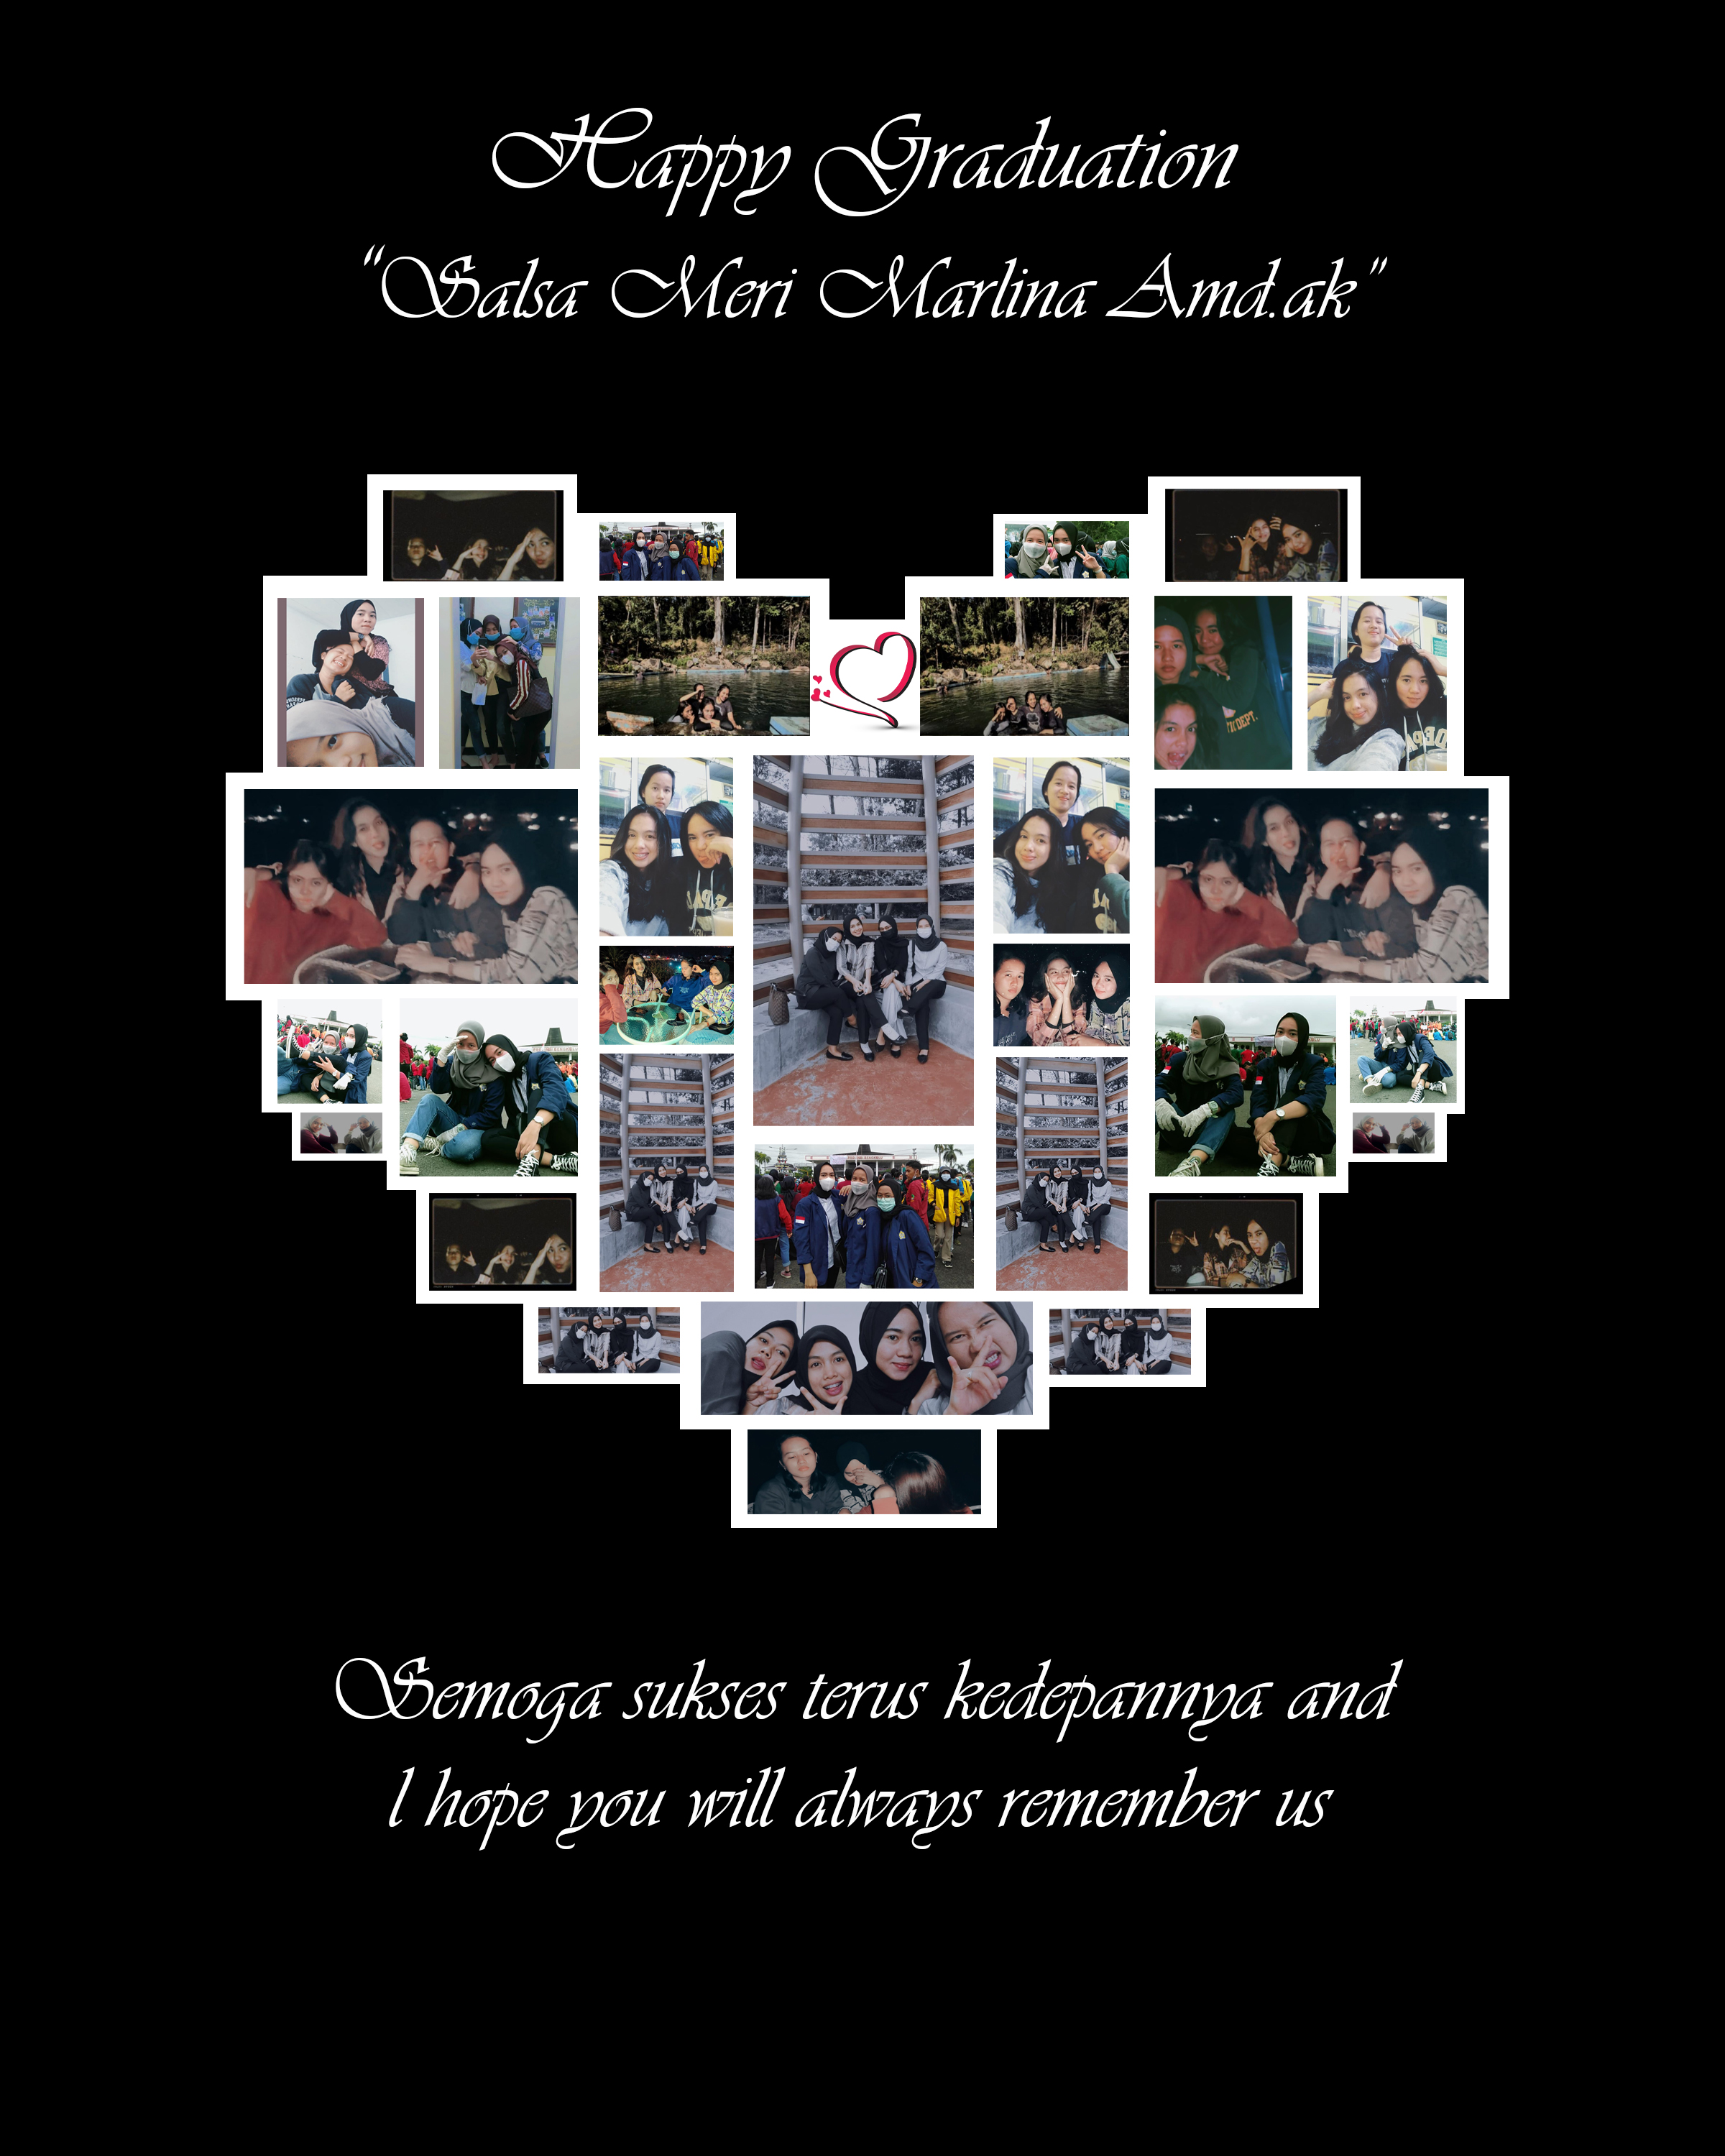 Happy Graduation
"Salsa Meri Marlina Amd.ak"
Semoga sukses terus kedepannya and
I hope you will always remember us